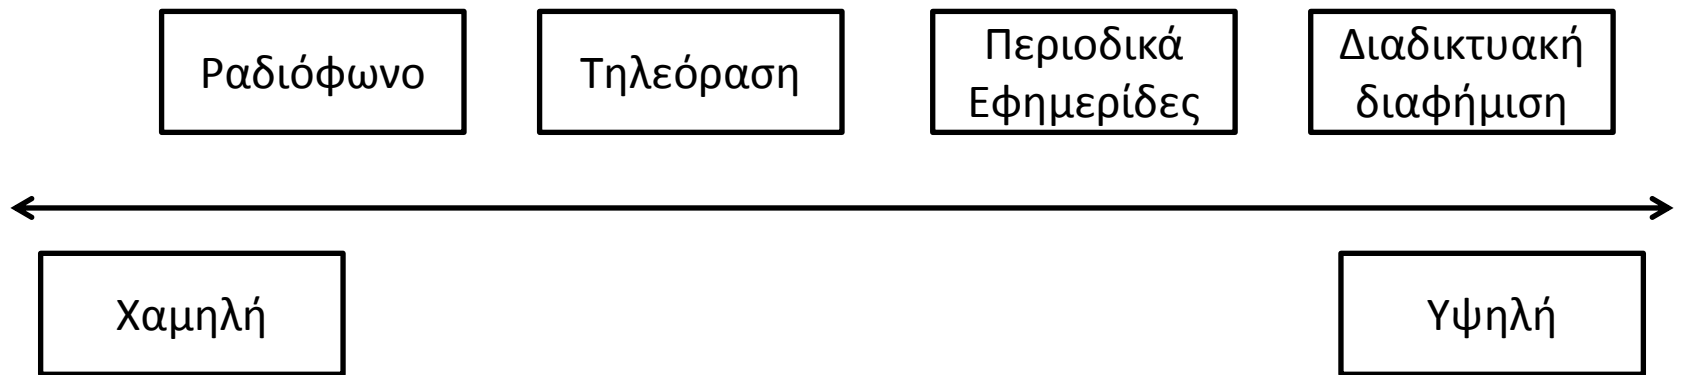 Ραδιόφωνο
Τηλεόραση
Περιοδικά
Εφημερίδες
Διαδικτυακή
διαφήμιση
Χαμηλή
Υψηλή